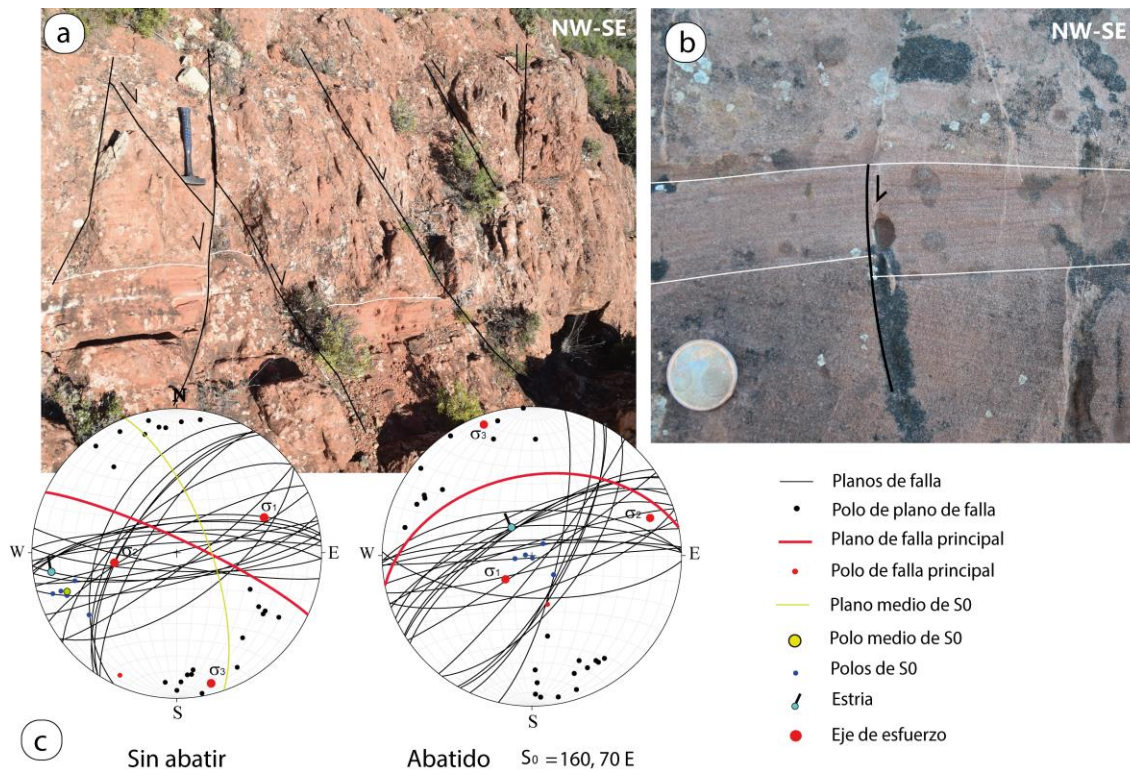 a
NW-SE
b
NW-SE
N
W
E
S
σ1
σ2
σ3
W
E
S
σ3
σ2
σ1
c
Sin abatir
Abatido
S0 = 160, 70 E
Planos de falla
Polo de plano de falla
Plano de falla principal
Polo de falla principal
Plano medio de S0
Polo medio de S0
Polos de S0
Estria
Eje de esfuerzo